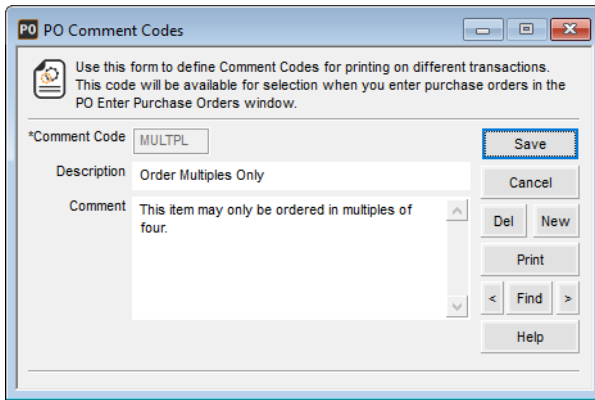 PO PO Comment Codes
Use this form to define Comment Codes for printing on different transactions.
This code will be available for selection when you enter purchase orders in the
PO Enter Purchase Orders window.
*Comment Code MULTPL
Save
Description Order Multiples Only
Cancel
Comment This item may only be ordered in multiples of
four.
Del New
Print
< Find >
Help